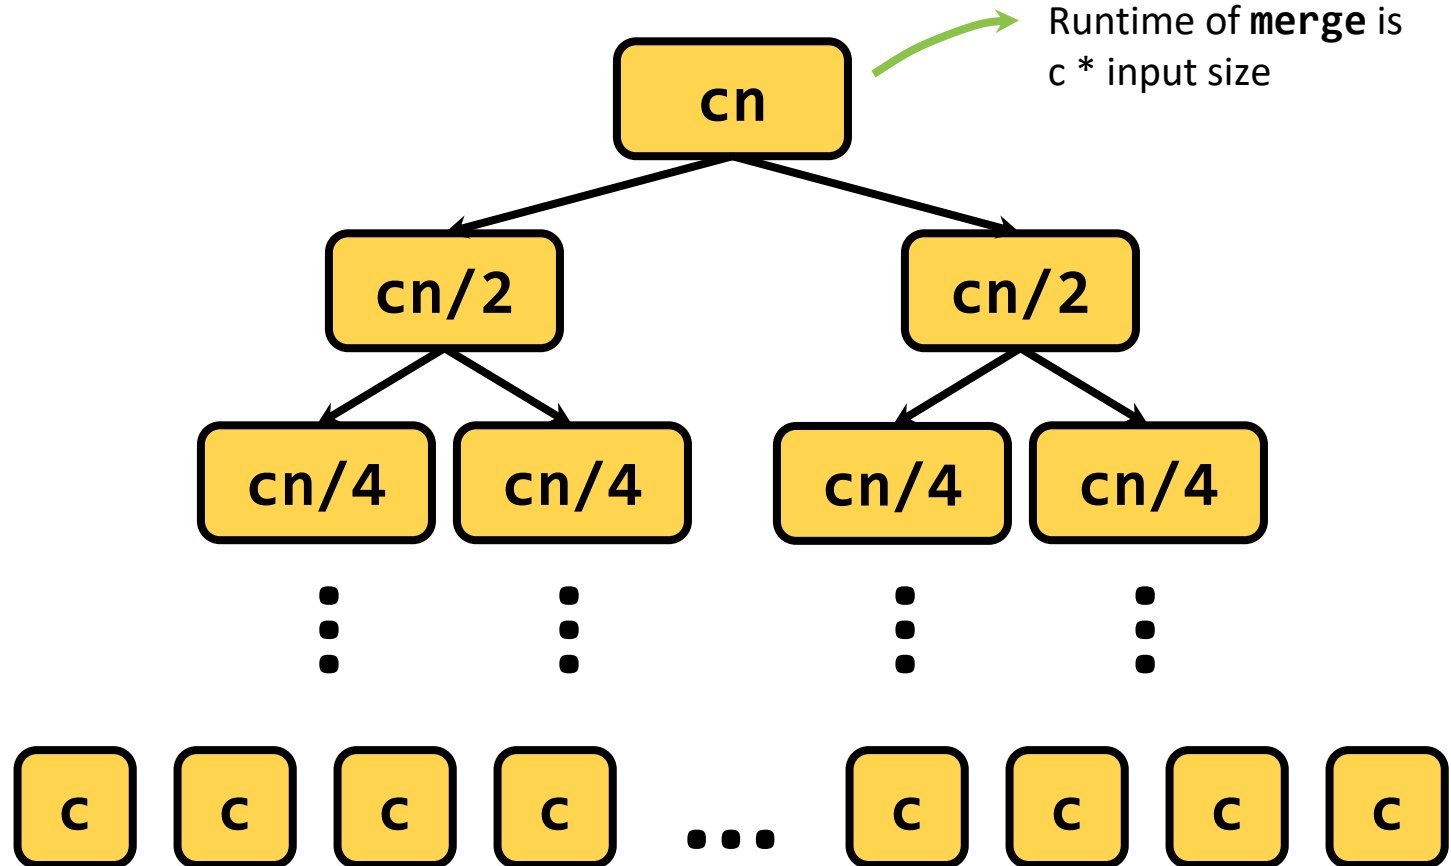 Runtime of merge is
c * input size
cn
cn/2 cn/2
cn/4 cn/4 cn/4 cn/4
c c c c ... c c c c